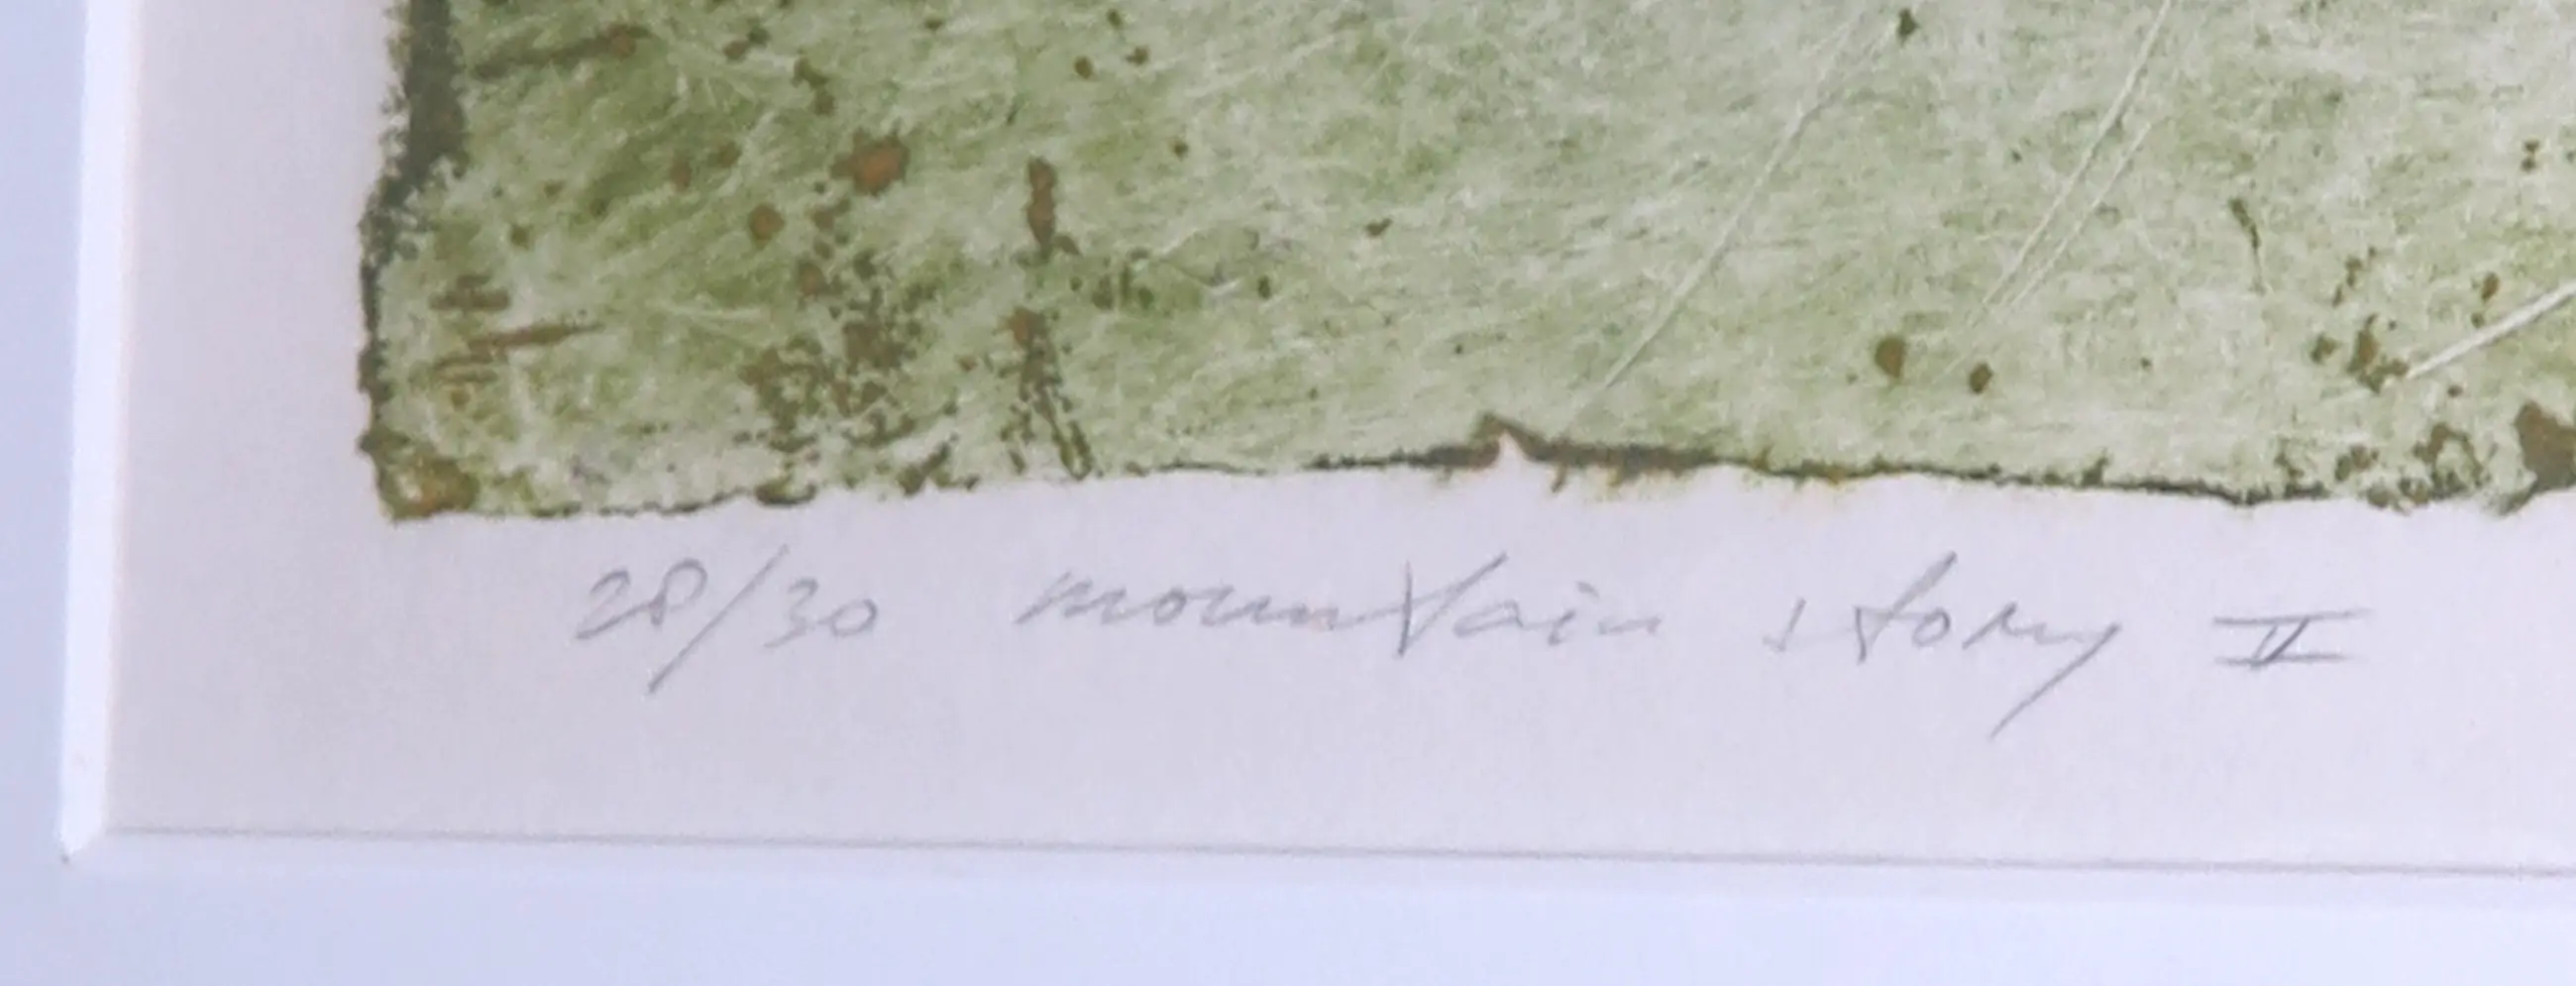 28/30 mountain story II